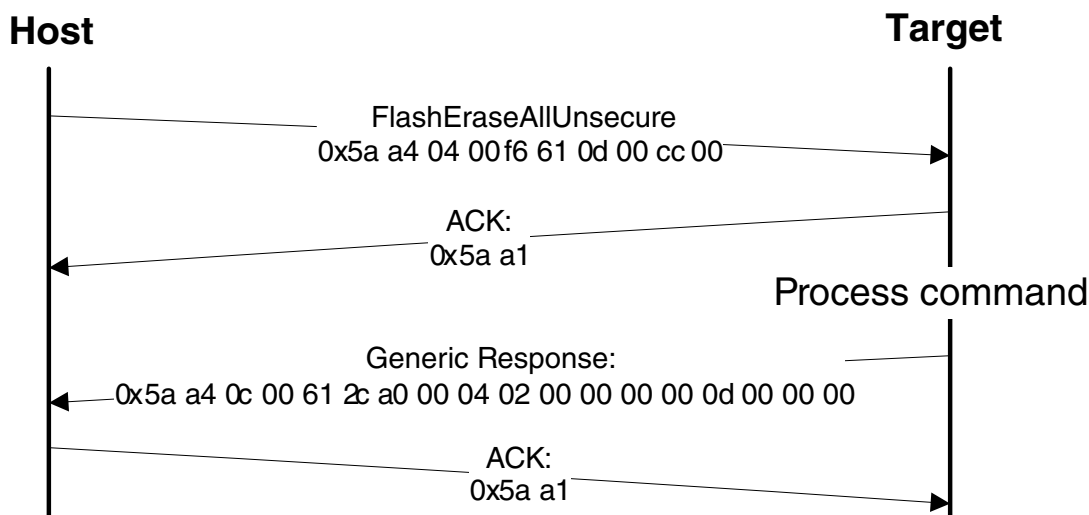 Host
Target
FlashEraseAllUnsecure
0x5a a4 04 00 f6 61 0d 00 cc 00
ACK:
0x5a a1
Process command
Generic Response:
0x5a a4 0c 00 61 2c a0 00 04 02 00 00 00 00 0d 00 00 00
ACK:
0x5a a1